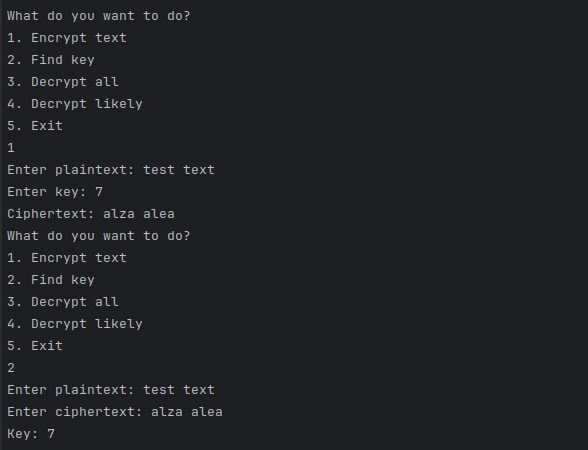 What do you want to do?
1. Encrypt text
2. Find key
3. Decrypt all
4. Decrypt likely
5. Exit
1
Enter plaintext: test text
Enter key: 7
Ciphertext: alza alea
What do you want to do?
1. Encrypt text
2. Find key
3. Decrypt all
4. Decrypt likely
5. Exit
2
Enter plaintext: test text
Enter ciphertext: alza alea
Key: 7